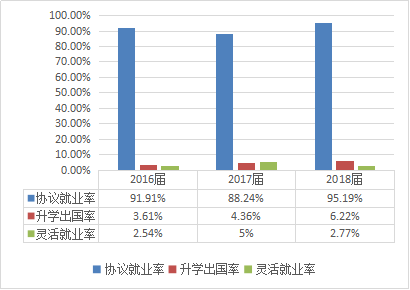 100.00%
90.00%
80.00%
70.00%
60.00%
50.00%
40.00%
30.00%
20.00%
10.00%
0.00%
2016届 2017届 2018届
协议就业率 91.91% 88.24% 95.19%
升学出国率 3.61% 4.36% 6.22%
灵活就业率 2.54% 5% 2.77%
协议就业率 升学出国率 灵活就业率